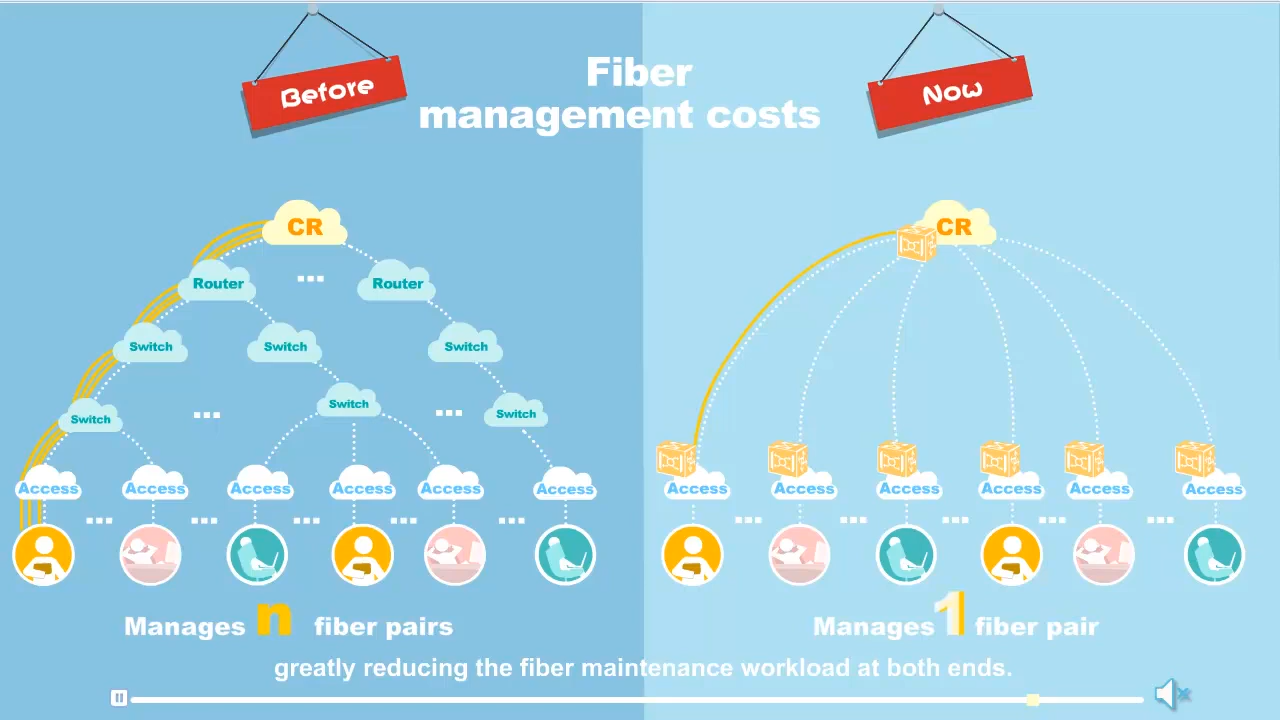 Before
Fiber
management costs
Now
CR
Router
Router
Switch
Switch
Switch
Switch
Switch
Switch
Access
Access
Access
Access
Access
Access
Manages n fiber pairs
CR
Access
Access
Access
Access
Access
Access
Manages 1 fiber pair
greatly reducing the fiber maintenance workload at both ends.